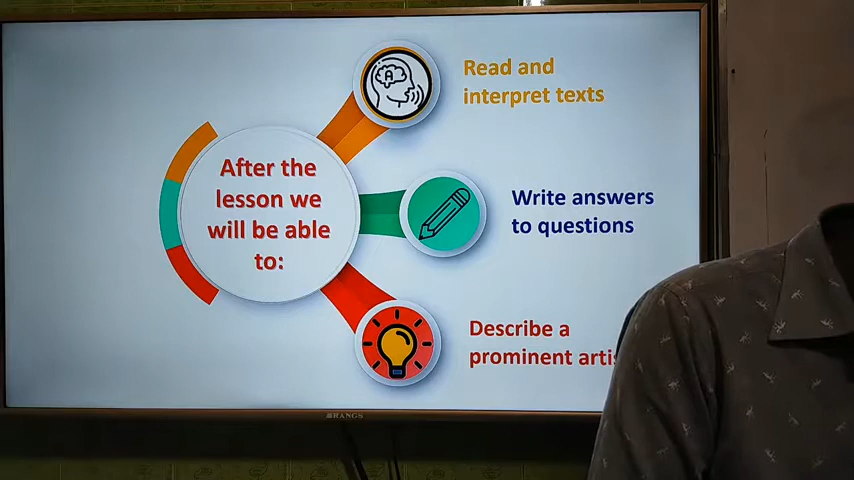 After the
lesson we
will be able
to:
Read and
interpret texts
Write answers
to questions
Describe a
prominent
RANGS